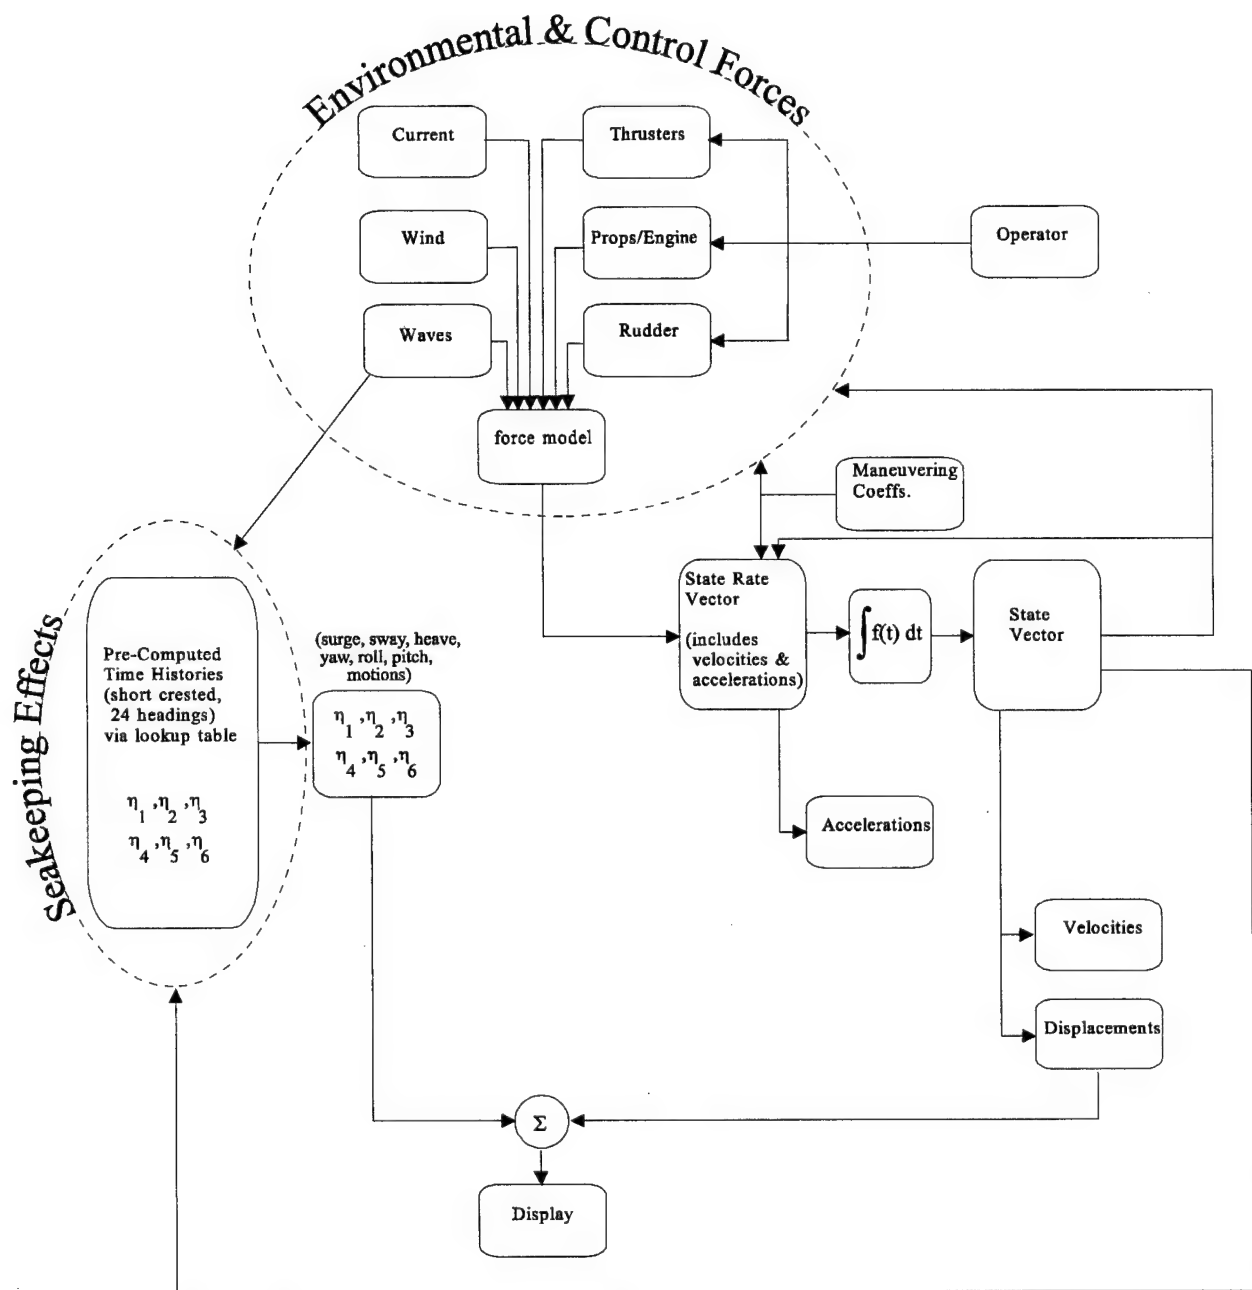 Environmental & Control Forces
Current
Thrusters
Wind
Props/Engine
Operator
Waves
Rudder
force model
Maneuvering
Coeffs.
State Rate
Vector
(includes
velocities &
accelerations)
∫ f(t) dt
State
Vector
Seakeeping Effects
Pre-Computed
Time Histories
(short crested,
24 headings)
via lookup table
η1 ,η2 ,η3
η4 ,η5 ,η6
(surge, sway, heave,
yaw, roll, pitch,
motions)
η1 ,η2 ,η3
η4 ,η5 ,η6
Accelerations
Velocities
Displacements
Σ
Display